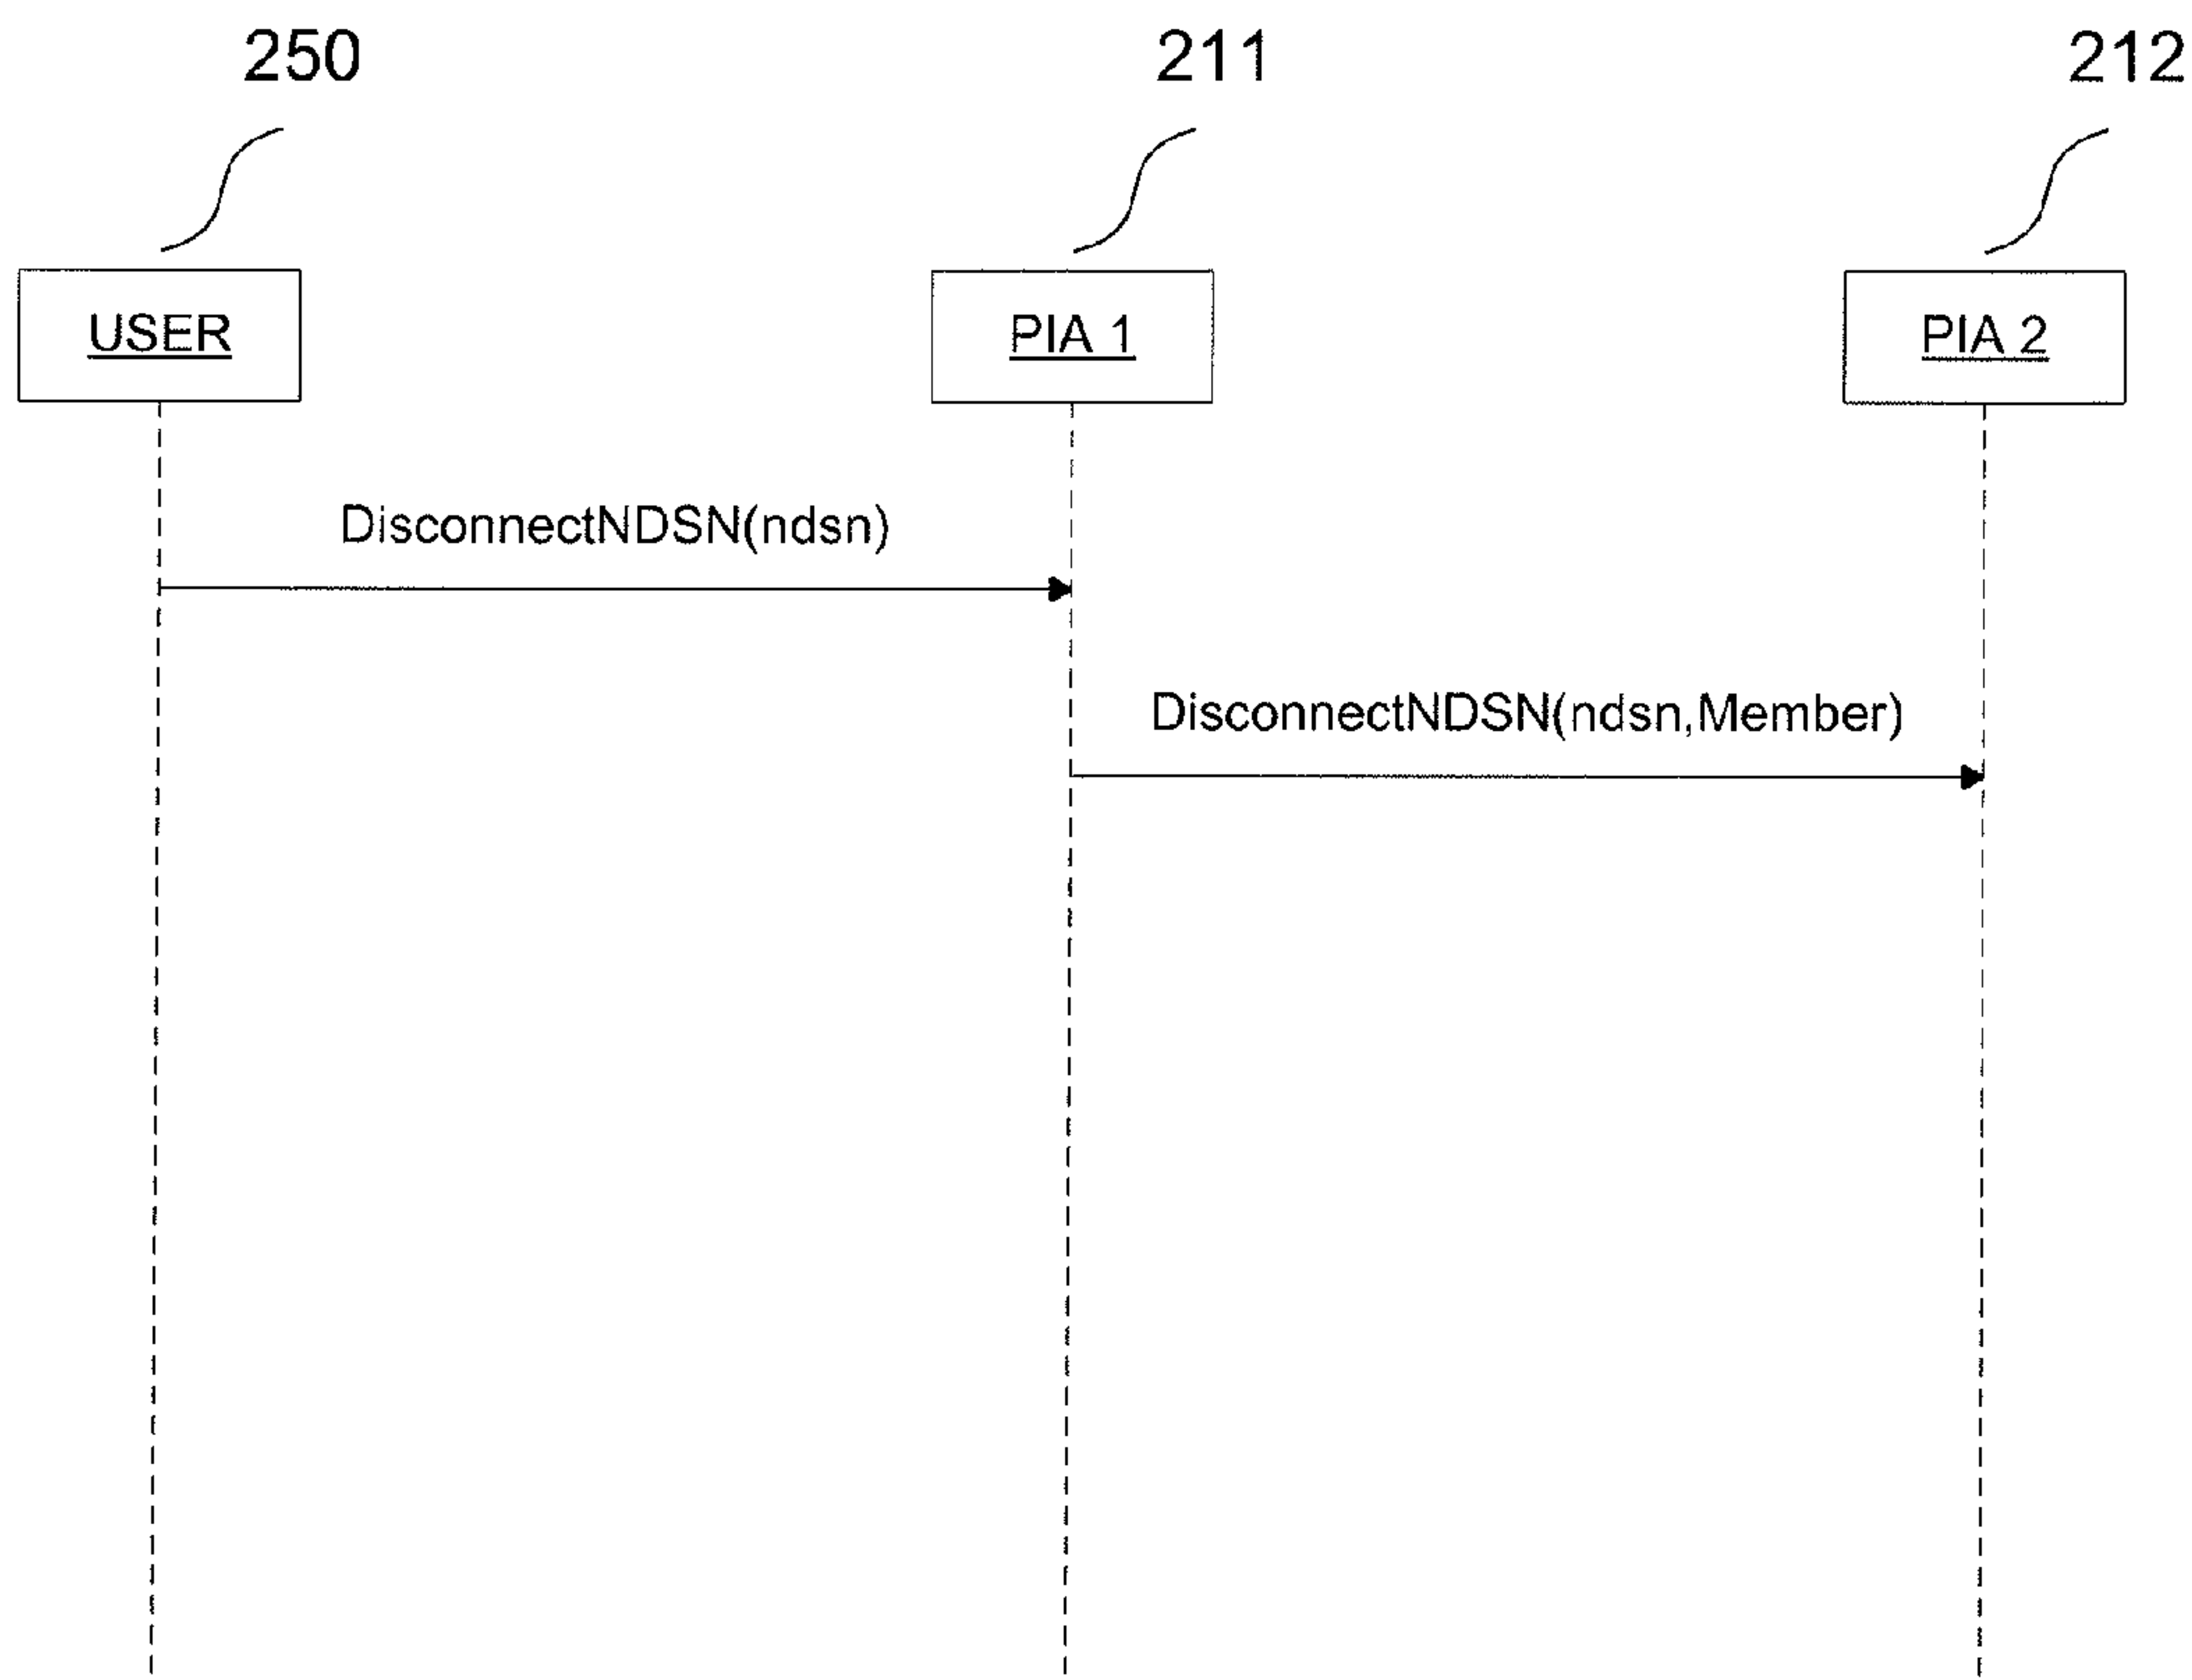 250 211 212
USER PIA 1 PIA 2
DisconnectNDSN(ndsn)
DisconnectNDSN(ndsn,Member)